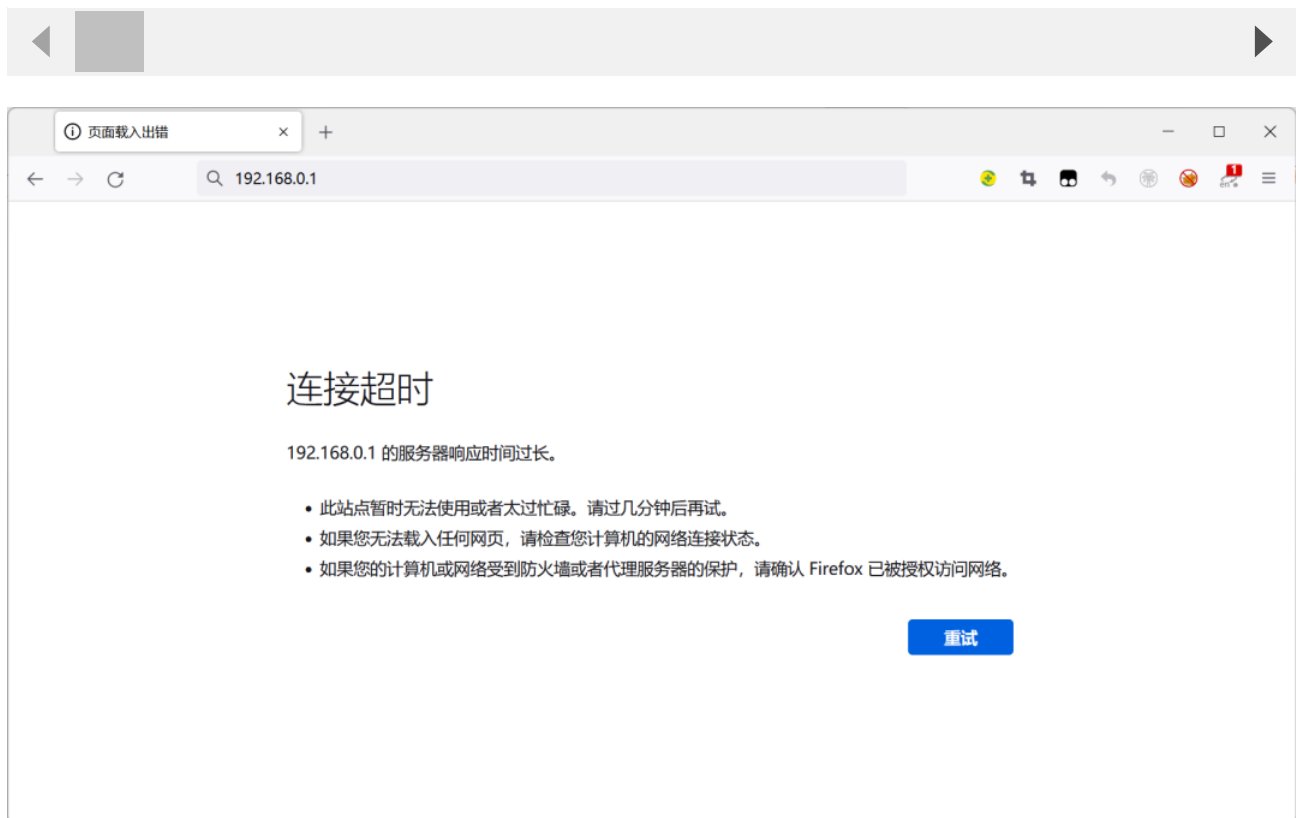 页面载入出错
192.168.0.1
1
en
连接超时
192.168.0.1 的服务器响应时间过长。
此站点暂时无法使用或者太过忙碌。请过几分钟后再试。
如果您无法载入任何网页，请检查您计算机的网络连接状态。
如果您的计算机或网络受到防火墙或者代理服务器的保护，请确认 Firefox 已被授权访问网络。
重试